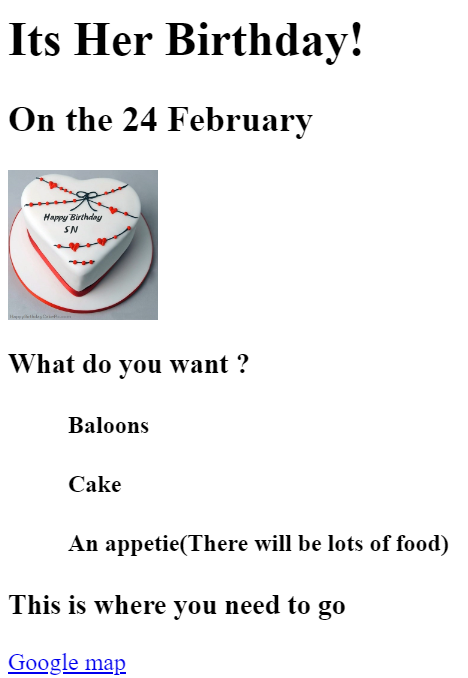 Its Her Birthday!
On the 24 February
Happy Birthday
SN
What do you want ?
Baloons
Cake
An appetie(There will be lots of food)
This is where you need to go
Google map